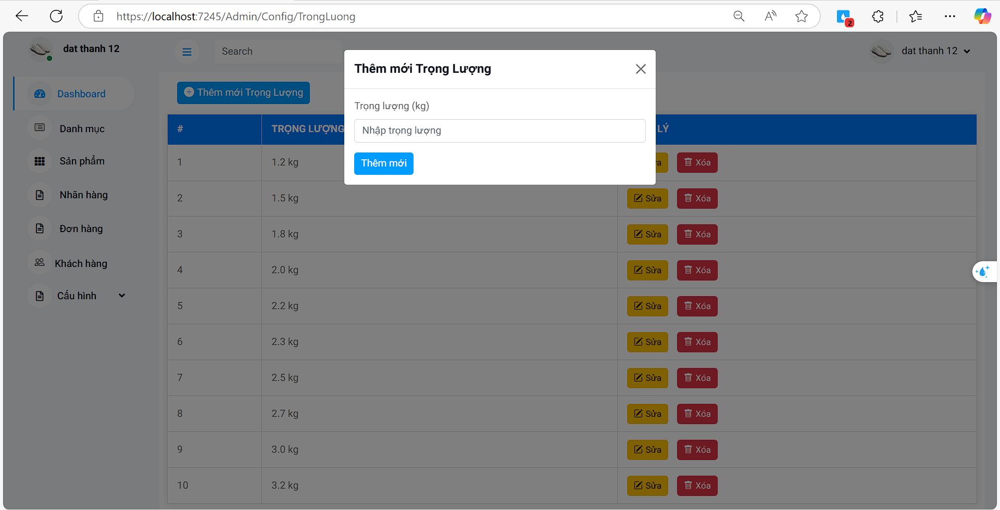 https://localhost:7245/Admin/Config/TrongLuong
2
dat thanh 12
Search
dat thanh 12
Dashboard
Danh mục
Sản phẩm
Nhãn hàng
Đơn hàng
Khách hàng
Cấu hình
Thêm mới Trọng Lượng
Thêm mới Trọng Lượng
Trọng lượng (kg)
Nhập trọng lượng
Thêm mới
# TRỌNG LƯỢNG LÝ
1 1.2 kg Xóa
2 1.5 kg Sửa Xóa
3 1.8 kg Sửa Xóa
4 2.0 kg Sửa Xóa
5 2.2 kg Sửa Xóa
6 2.3 kg Sửa Xóa
7 2.5 kg Sửa Xóa
8 2.7 kg Sửa Xóa
9 3.0 kg Sửa Xóa
10 3.2 kg Sửa Xóa